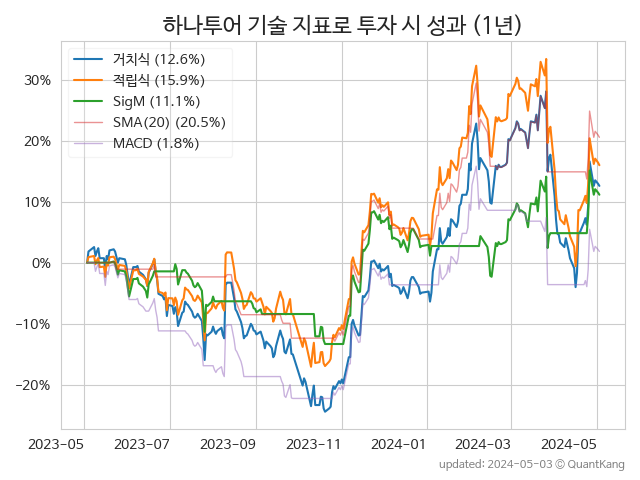 하나투어 기술 지표로 투자 시 성과 (1년)
거치식 (12.6%)
적립식 (15.9%)
SigM (11.1%)
SMA(20) (20.5%)
MACD (1.8%)
30%
20%
10%
0%
−10%
−20%
2023-05 2023-07 2023-09 2023-11 2024-01 2024-03 2024-05
updated: 2024-05-03 ⓒ QuantKang